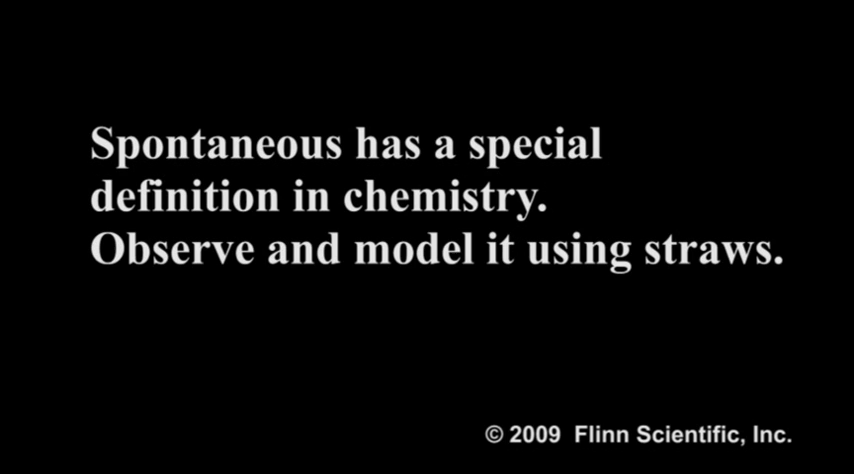 Spontaneous has a special
definition in chemistry.
Observe and model it using straws.
© 2009 Flinn Scientific, Inc.